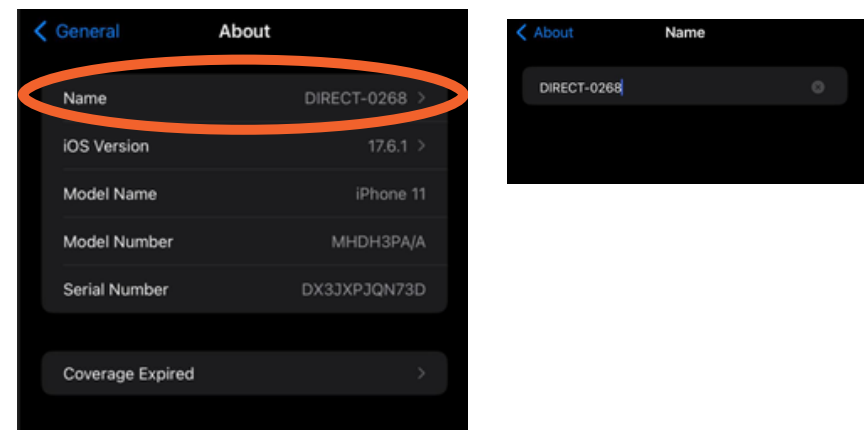 General About
Name DIRECT-0268
iOS Version 17.6.1
Model Name iPhone 11
Model Number MHDH3PA/A
Serial Number DX3JXPJQN73D
Coverage Expired
About Name
DIRECT-0268